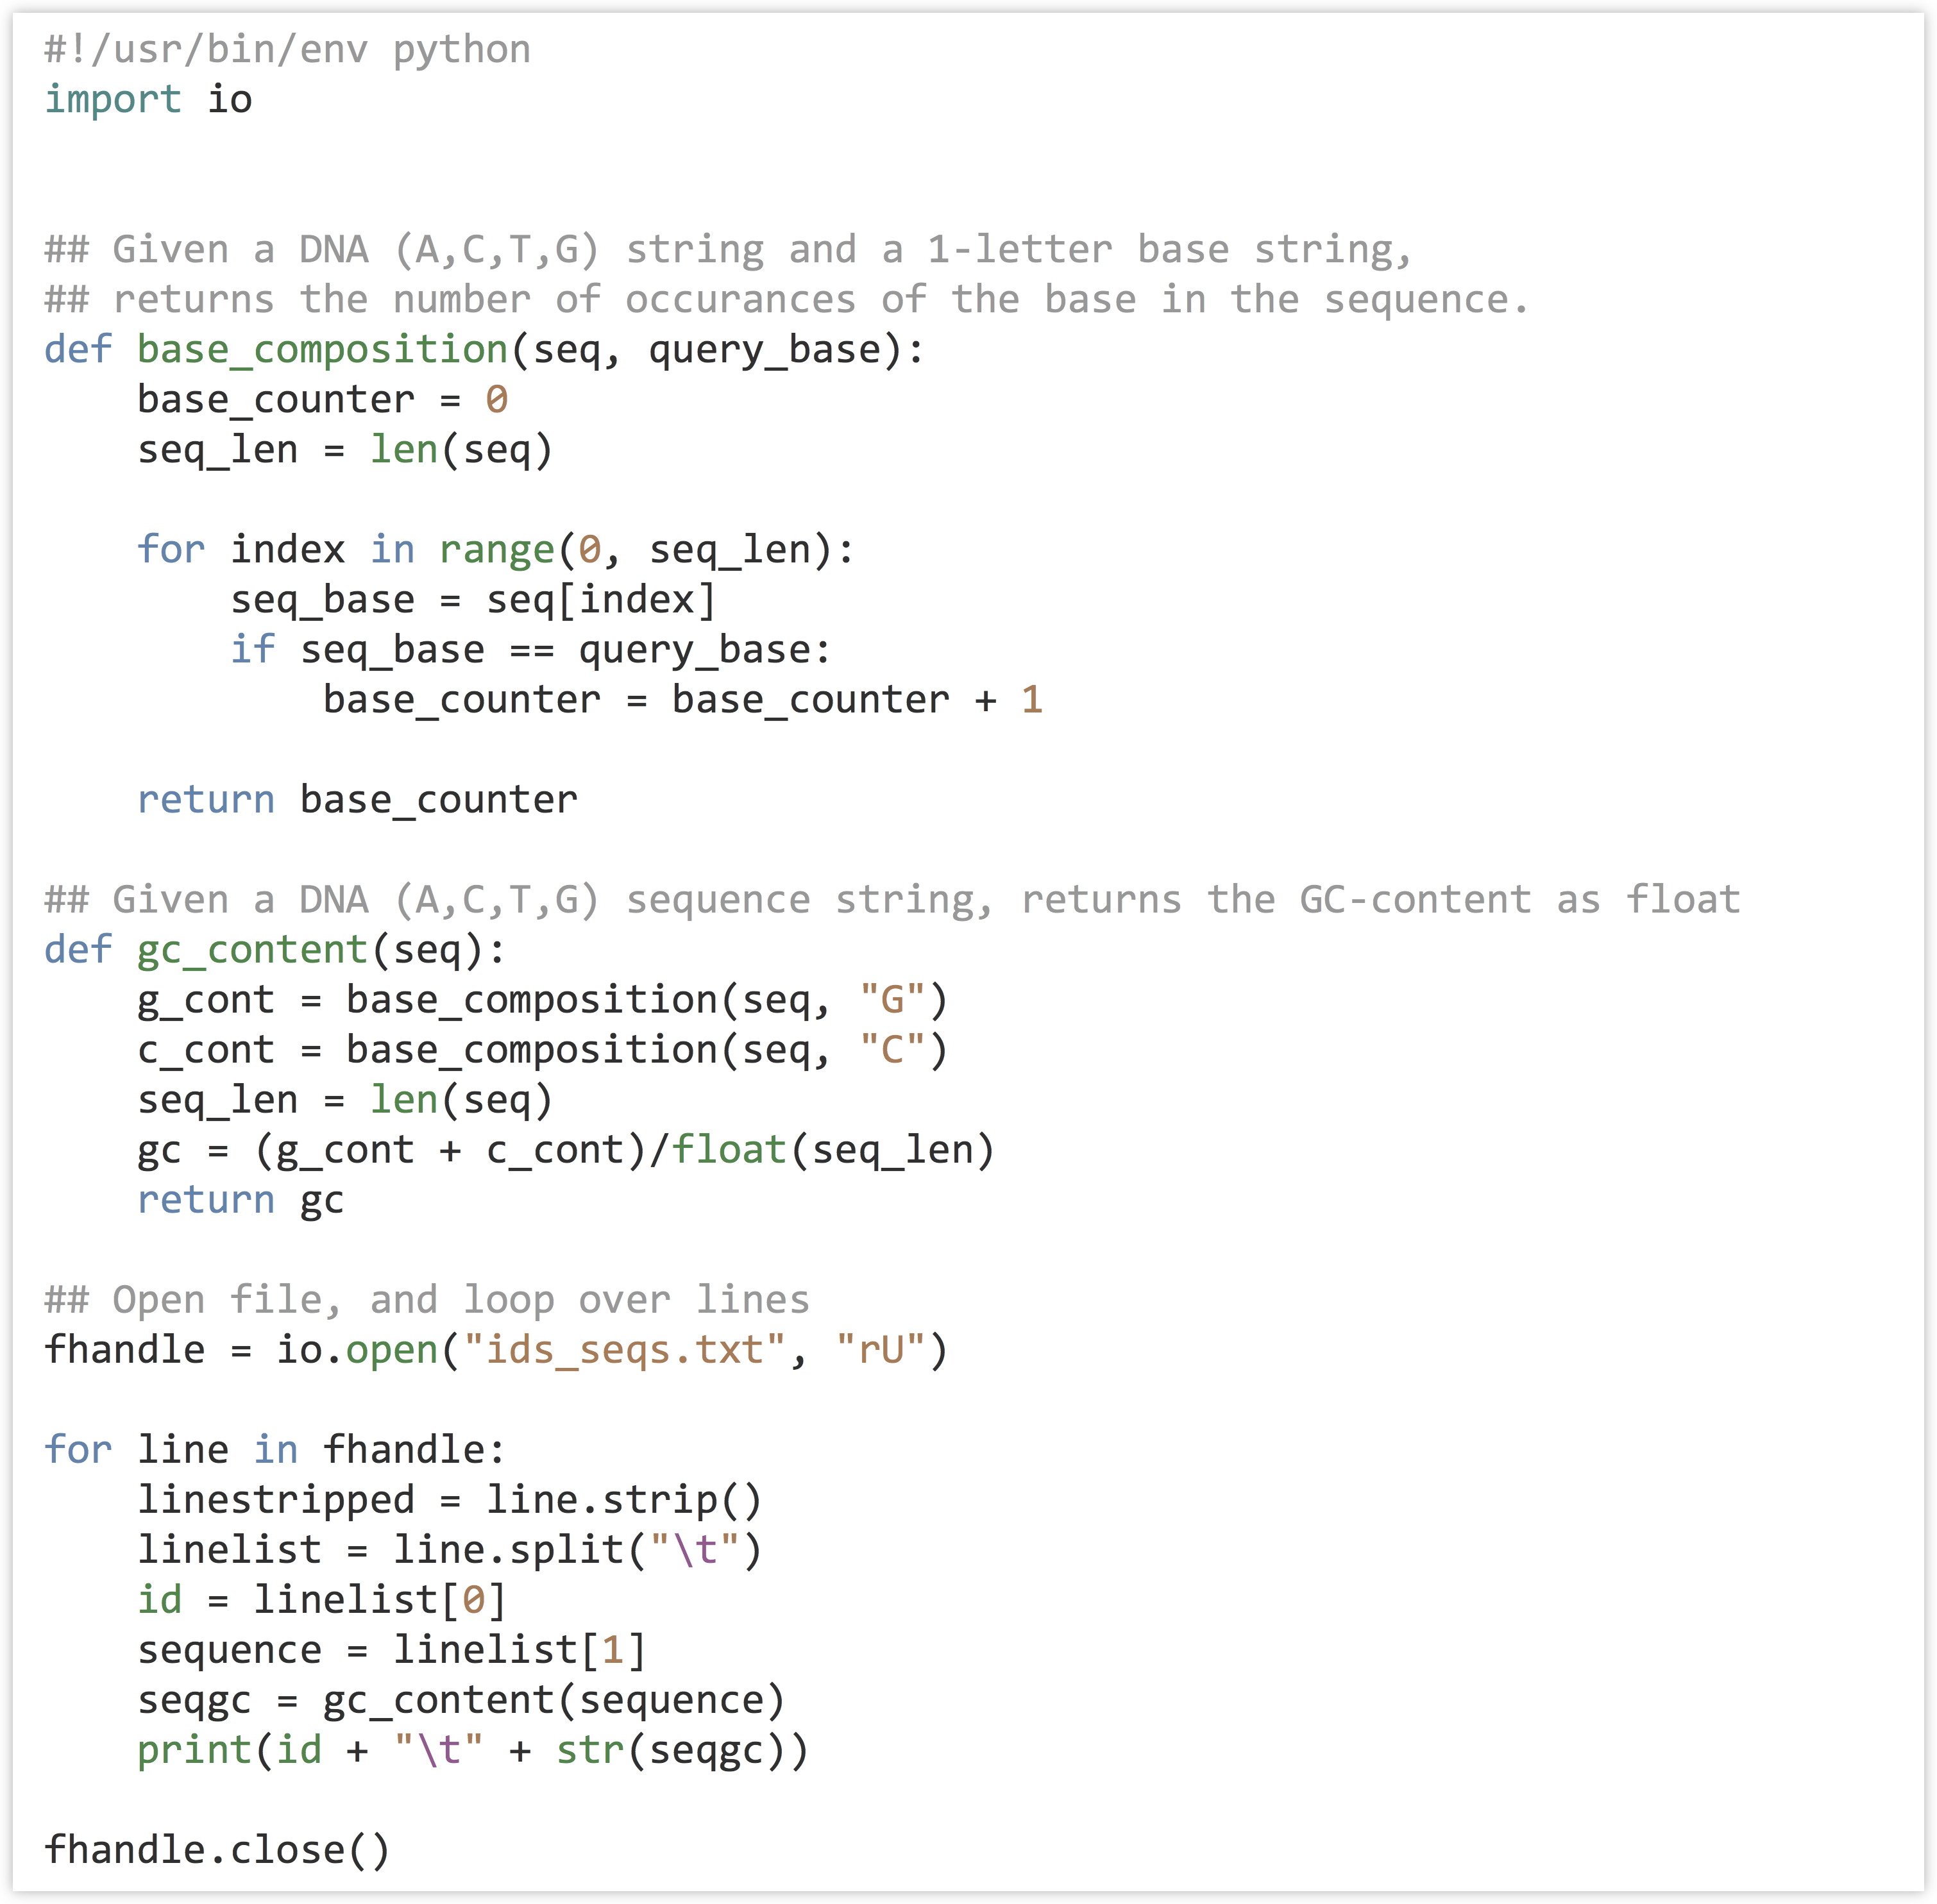 #!/usr/bin/env python
import io
## Given a DNA (A,C,T,G) string and a 1-letter base string,
## returns the number of occurances of the base in the sequence.
def base_composition(seq, query_base):
    base_counter = 0
    seq_len = len(seq)
    for index in range(0, seq_len):
        seq_base = seq[index]
        if seq_base == query_base:
            base_counter = base_counter + 1
    return base_counter
## Given a DNA (A,C,T,G) sequence string, returns the GC-content as float
def gc_content(seq):
    g_cont = base_composition(seq, "G")
    c_cont = base_composition(seq, "C")
    seq_len = len(seq)
    gc = (g_cont + c_cont)/float(seq_len)
    return gc
## Open file, and loop over lines
fhandle = io.open("ids_seqs.txt", "rU")
for line in fhandle:
    linestripped = line.strip()
    linelist = line.split("\t")
    id = linelist[0]
    sequence = linelist[1]
    seqgc = gc_content(sequence)
    print(id + "\t" + str(seqgc))
fhandle.close()